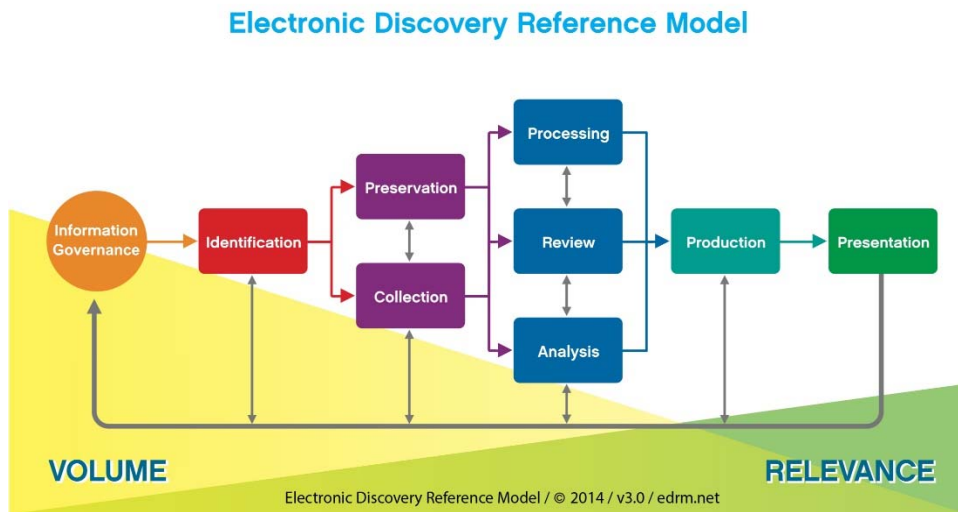 Electronic Discovery Reference Model
Processing
Preservation
Information
Governance
Identification
Review
Production
Presentation
Collection
Analysis
VOLUME
RELEVANCE
Electronic Discovery Reference Model / © 2014 / v3.0 / edrm.net